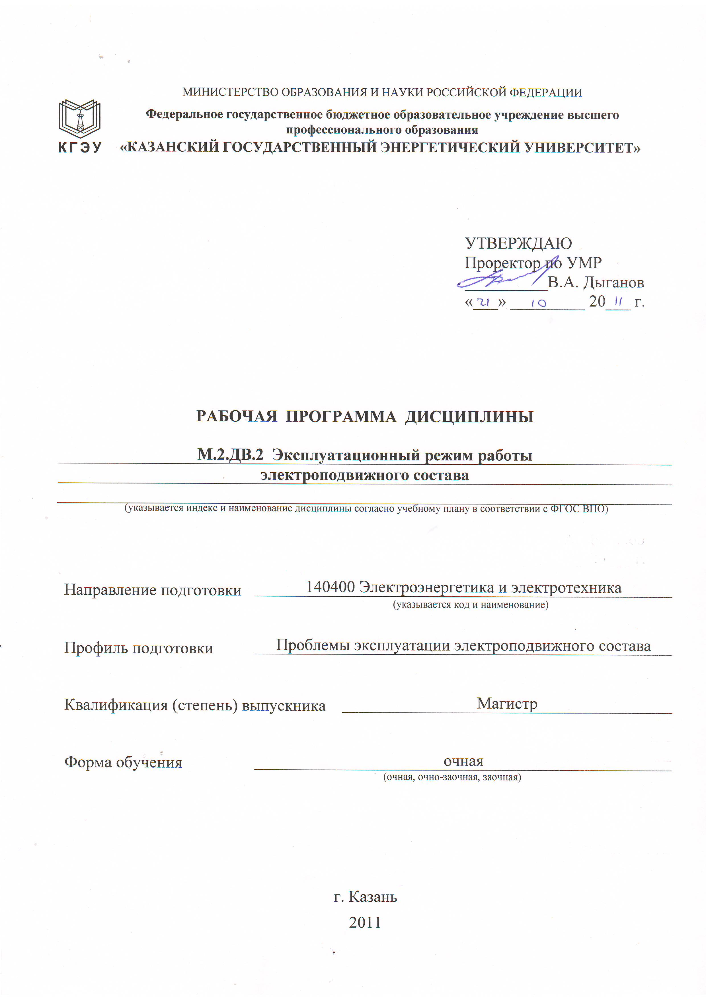 МИНИСТЕРСТВО ОБРАЗОВАНИЯ И НАУКИ РОССИЙСКОЙ ФЕДЕРАЦИИ
Федеральное государственное бюджетное образовательное учреждение высшего
профессионального образования
КГЭУ «КАЗАНСКИЙ ГОСУДАРСТВЕННЫЙ ЭНЕРГЕТИЧЕСКИЙ УНИВЕРСИТЕТ»
УТВЕРЖДАЮ
Проректор по УМР
В.А. Дыганов
«21» 10 2011 г.
РАБОЧАЯ ПРОГРАММА ДИСЦИПЛИНЫ
М.2.ДВ.2 Эксплуатационный режим работы
электроподвижного состава
(указывается индекс и наименование дисциплины согласно учебному плану в соответствии с ФГОС ВПО)
Направление подготовки 140400 Электроэнергетика и электротехника
(указывается код и наименование)
Профиль подготовки Проблемы эксплуатации электроподвижного состава
Квалификация (степень) выпускника Магистр
Форма обучения очная
(очная, очно-заочная, заочная)
г. Казань
2011